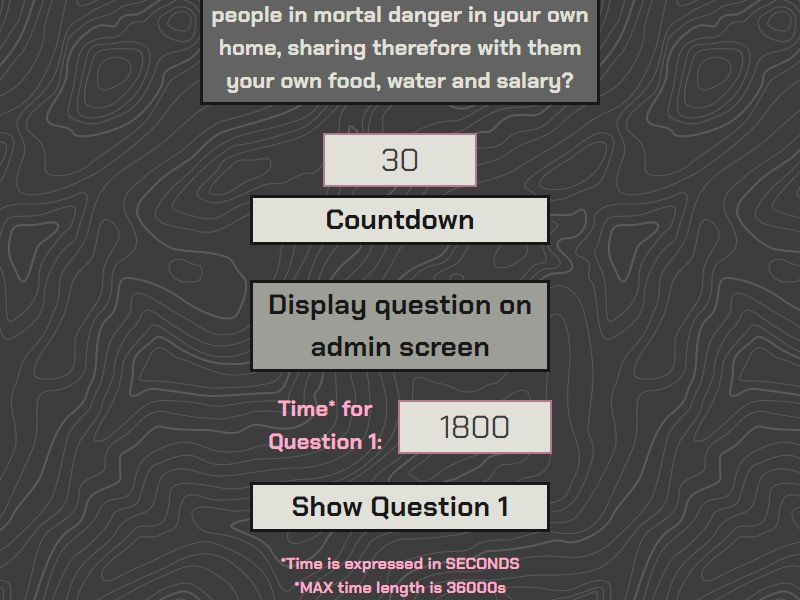 people in mortal danger in your own
home, sharing therefore with them
your own food, water and salary?
30
Countdown
Display question on
admin screen
Time* for
Question 1:
1800
Show Question 1
*Time is expressed in SECONDS
*MAX time length is 36000s